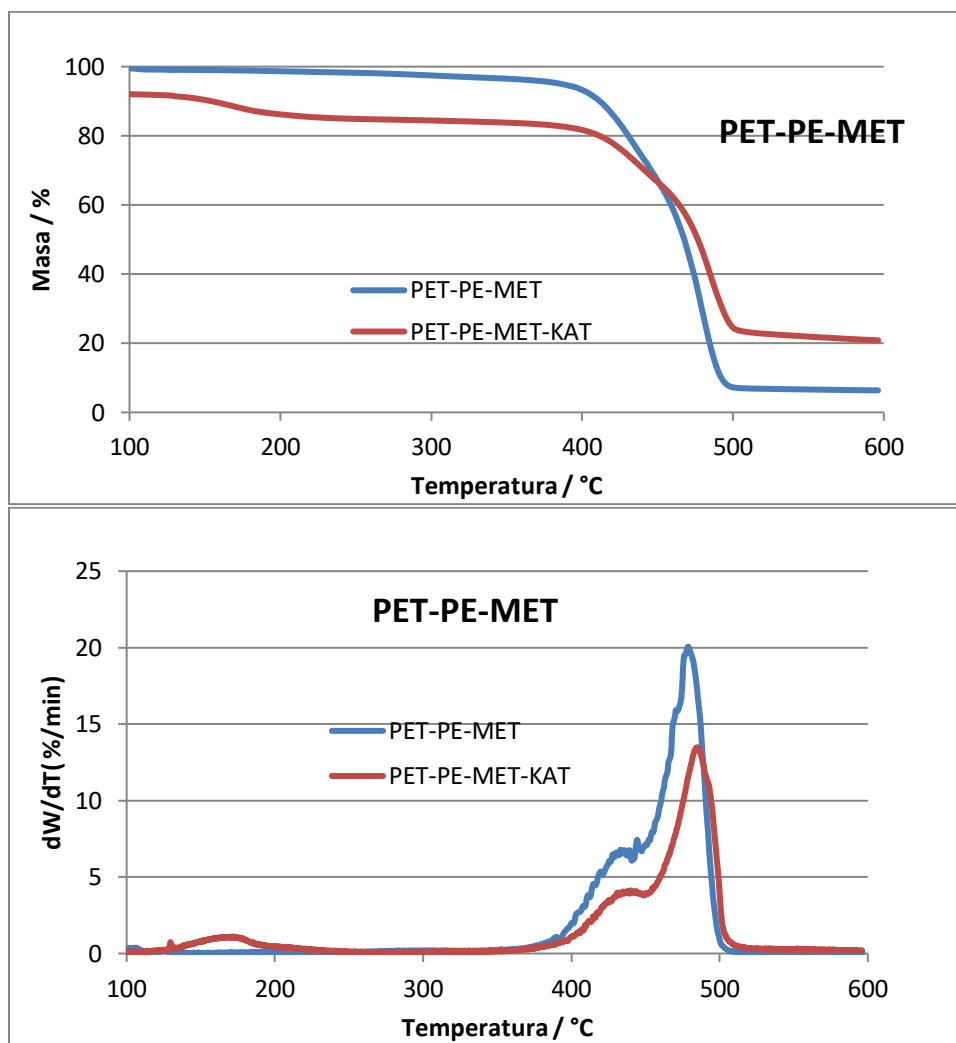 100
80
60
40
20
0
Masa / %
PET-PE-MET
PET-PE-MET
PET-PE-MET-KAT
100 200 300 400 500 600
Temperatura / °C
25
20
15
10
5
0
dW/dT( %/min)
PET-PE-MET
PET-PE-MET
PET-PE-MET-KAT
100 200 300 400 500 600
Temperatura / °C